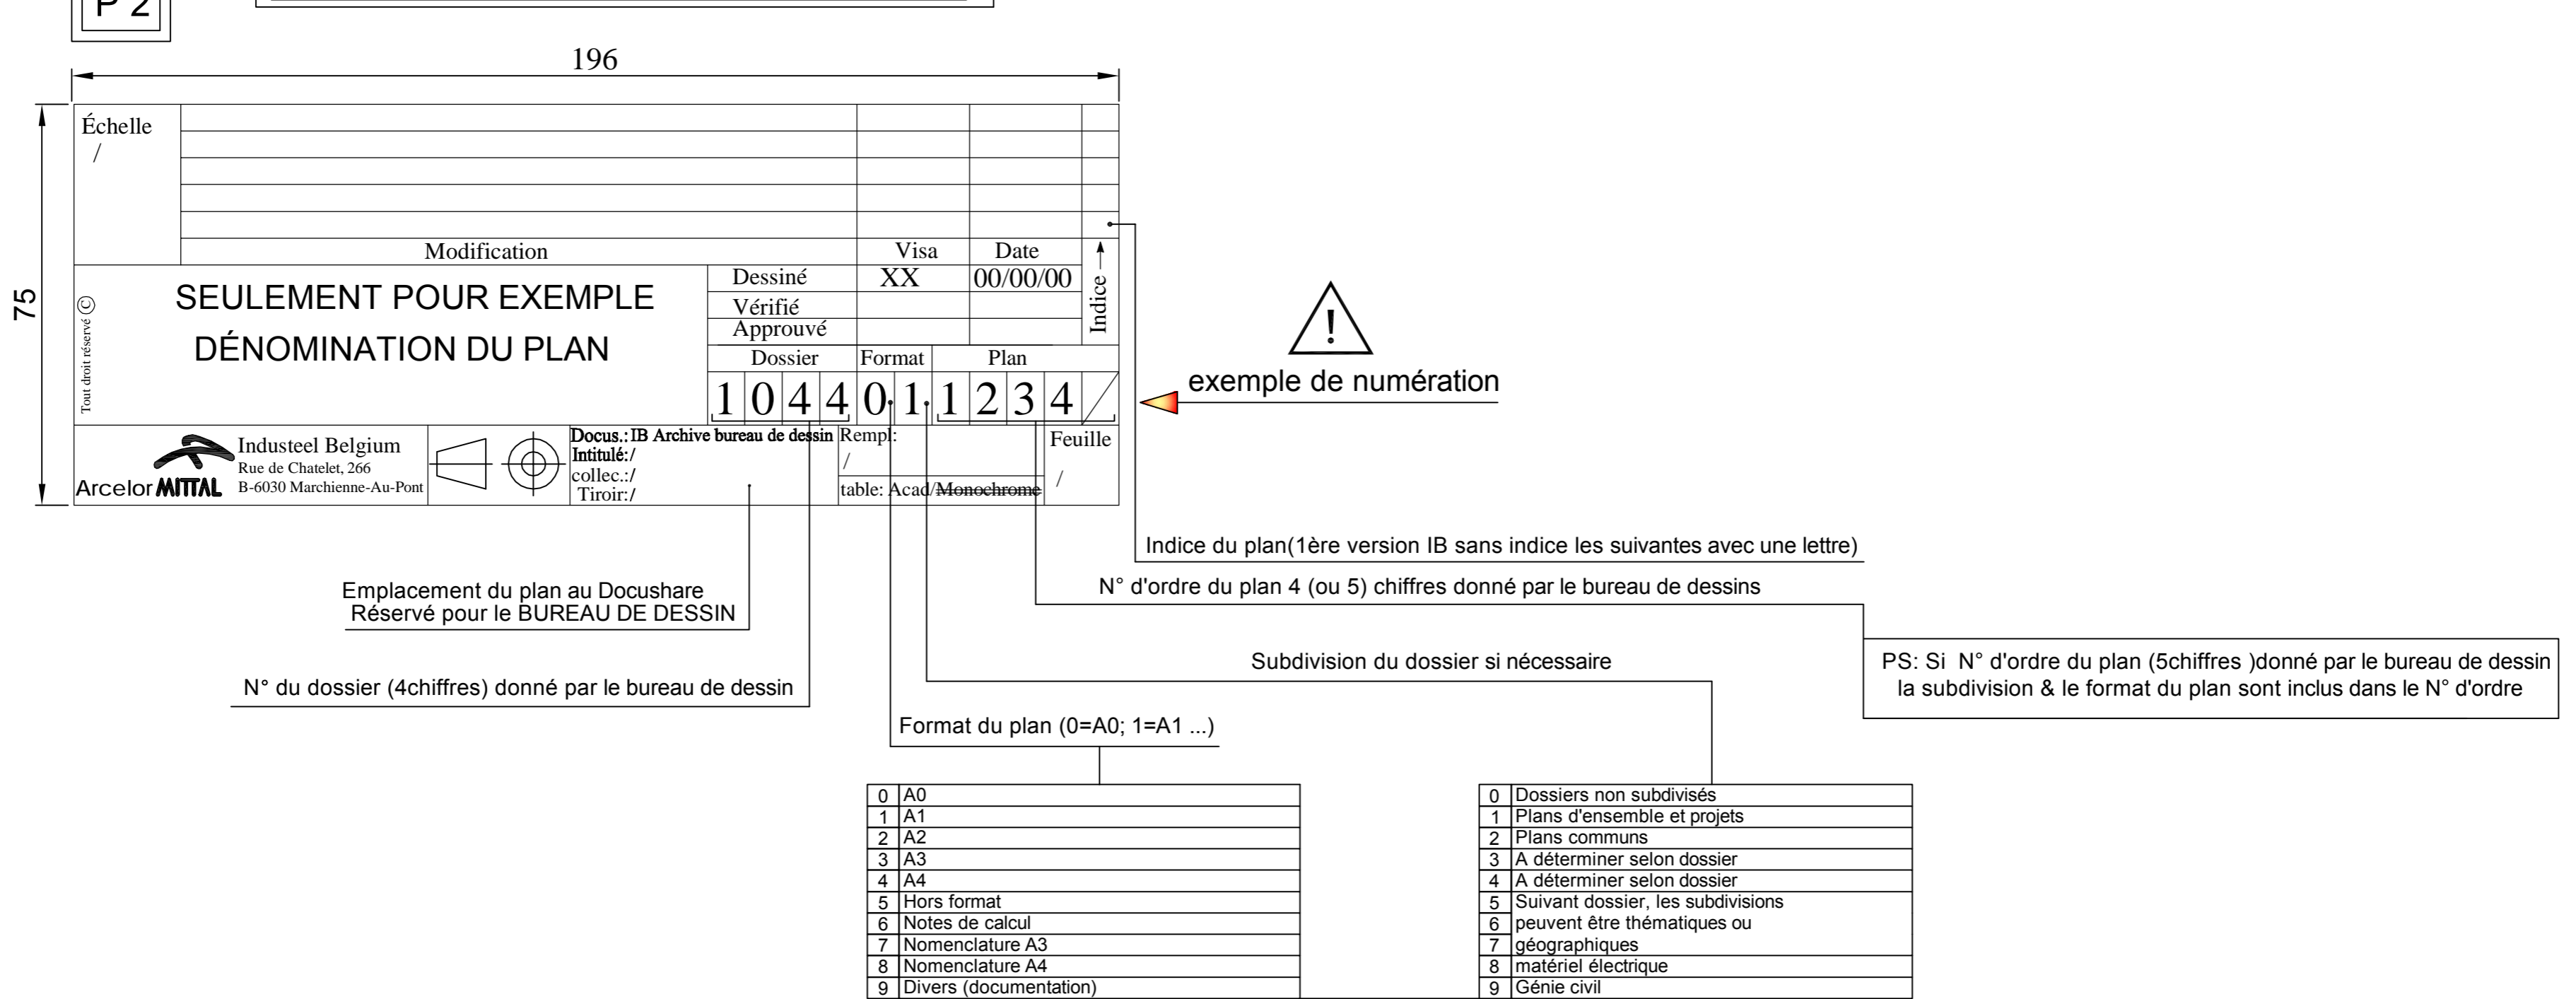 P 2
196
75
Échelle
/
Modification Visa Date
Indice
SEULEMENT POUR EXEMPLE
DÉNOMINATION DU PLAN
Tout droit réservé ©
Dessiné XX 00/00/00
Vérifié
Approuvé
Dossier Format Plan
1 0 4 4 0. 1. 1 2 3 4 /
Arcelor MITTAL
Industeel Belgium
Rue de Chatelet, 266
B-6030 Marchienne-Au-Pont
Docus.: IB Archive bureau de dessin
Intitulé:/
collec.:/
Tiroir:/
Rempl:
/
table: Acad/Monochrome
Feuille
/
!
exemple de numération
Indice du plan(1ère version IB sans indice les suivantes avec une lettre)
N° d'ordre du plan 4 (ou 5) chiffres donné par le bureau de dessins
Emplacement du plan au Docushare
Réservé pour le BUREAU DE DESSIN
PS: Si N° d'ordre du plan (5chiffres )donné par le bureau de dessin
la subdivision & le format du plan sont inclus dans le N° d'ordre
Subdivision du dossier si nécessaire
N° du dossier (4chiffres) donné par le bureau de dessin
Format du plan (0=A0; 1=A1 ...)
0 A0
1 A1
2 A2
3 A3
4 A4
5 Hors format
6 Notes de calcul
7 Nomenclature A3
8 Nomenclature A4
9 Divers (documentation)
0 Dossiers non subdivisés
1 Plans d'ensemble et projets
2 Plans communs
3 A déterminer selon dossier
4 A déterminer selon dossier
5 Suivant dossier, les subdivisions
6 peuvent être thématiques ou
7 géographiques
8 matériel électrique
9 Génie civil